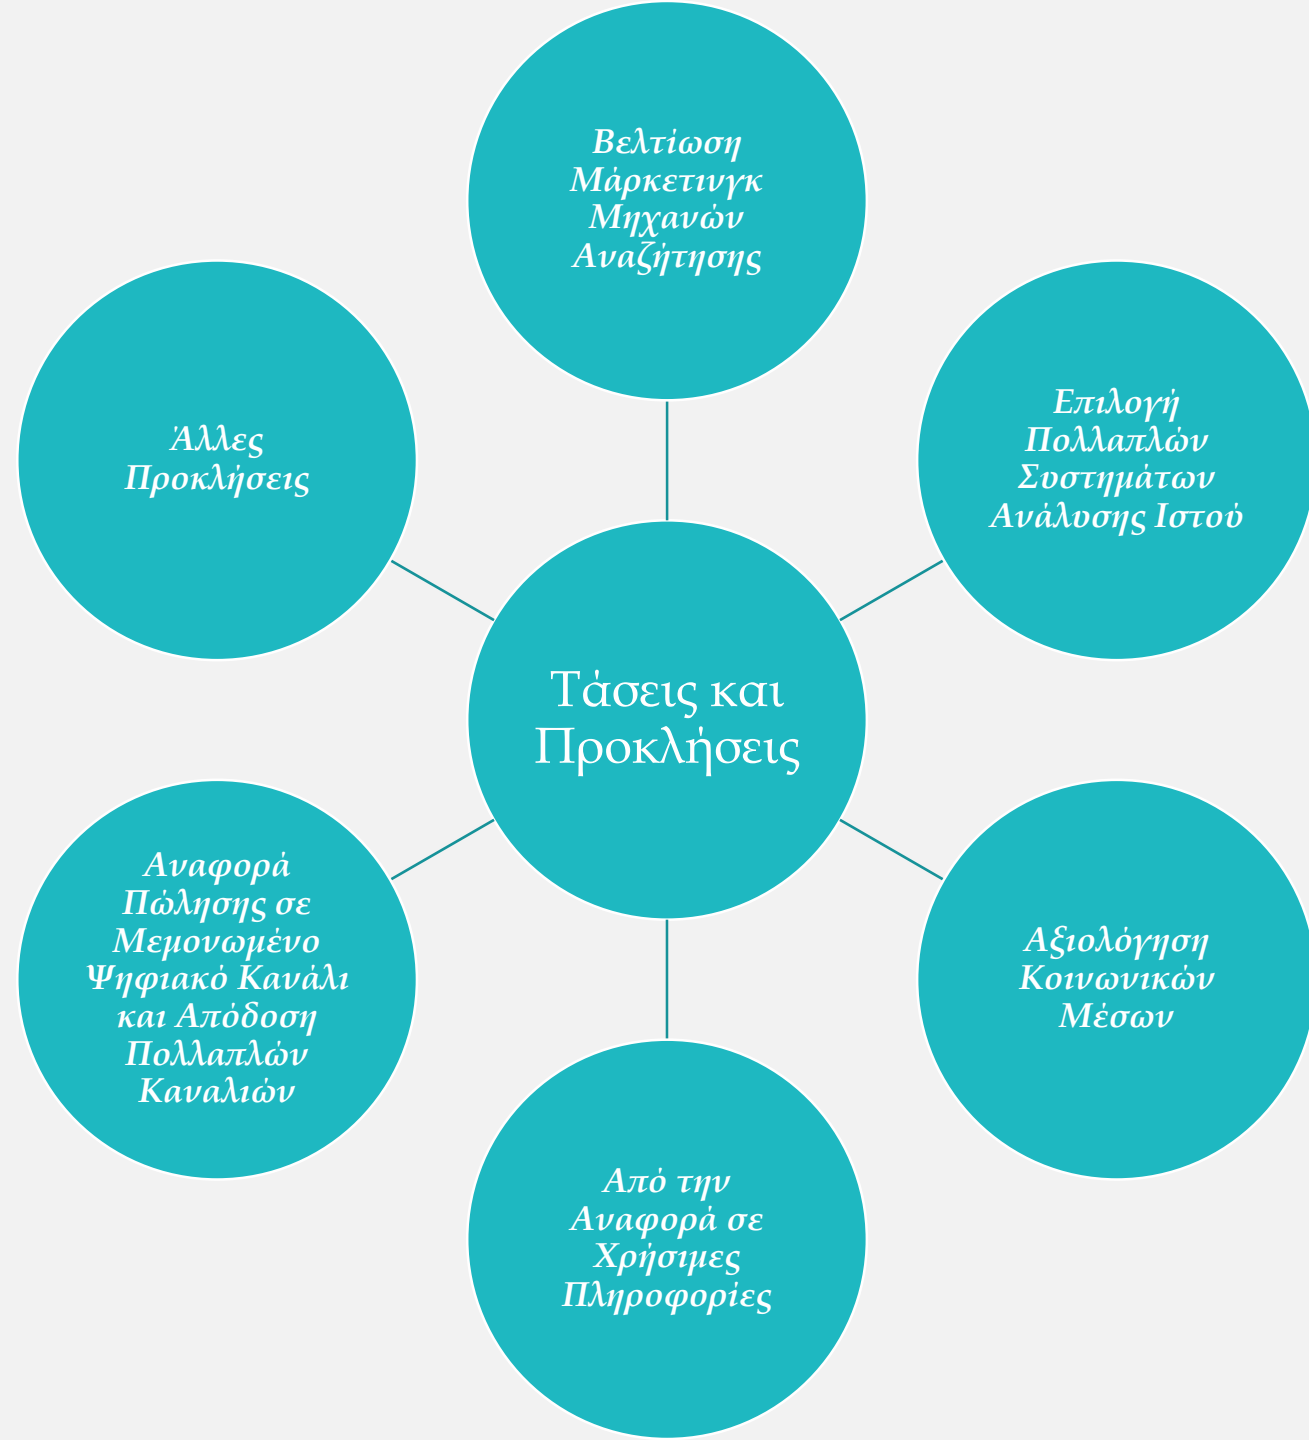 Βελτίωση
Μάρκετινγκ
Μηχανών
Αναζήτησης
Επιλογή
Πολλαπλών
Συστημάτων
Ανάλυσης Ιστού
Άλλες
Προκλήσεις
Τάσεις και
Προκλήσεις
Αξιολόγηση
Κοινωνικών
Μέσων
Αναφορά
Πώλησης σε
Μεμονωμένο
Ψηφιακό Κανάλι
και Απόδοση
Πολλαπλών
Καναλιών
Από την
Αναφορά σε
Χρήσιμες
Πληροφορίες